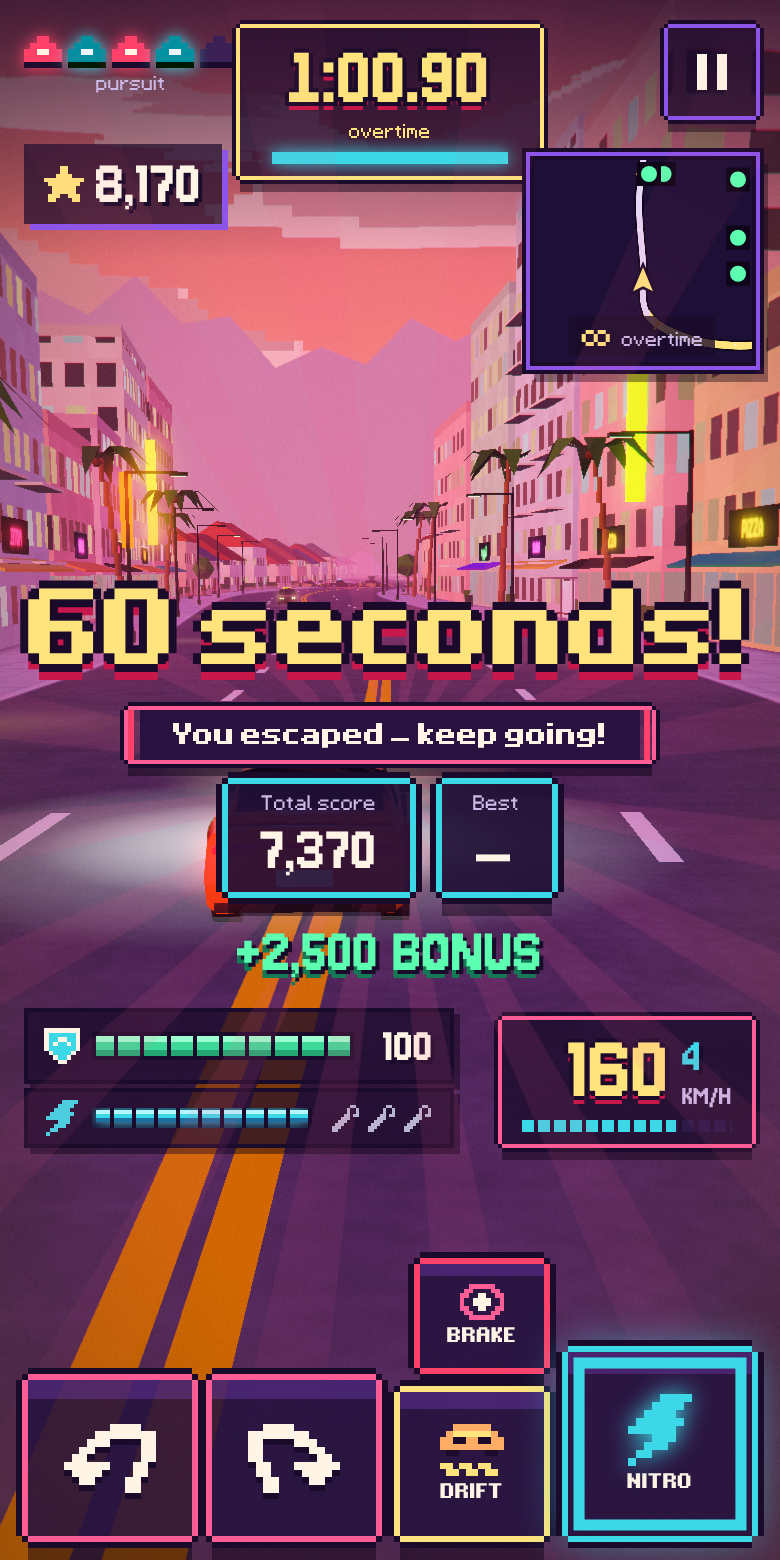 1:00.90
overtime
pursuit
8,170
overtime
PIZZA
60 seconds!
You escaped – keep going!
Total score
7,370
Best
–
+2,500 BONUS
100
160
4
KM/H
BRAKE
DRIFT
NITRO